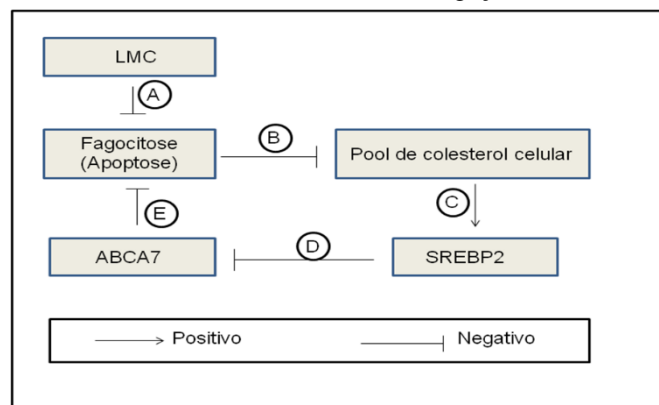 LMC
A
Fagocitose
(Apoptose)
B
Pool de colesterol celular
C
E
ABCA7
D
SREBP2
Positivo
Negativo